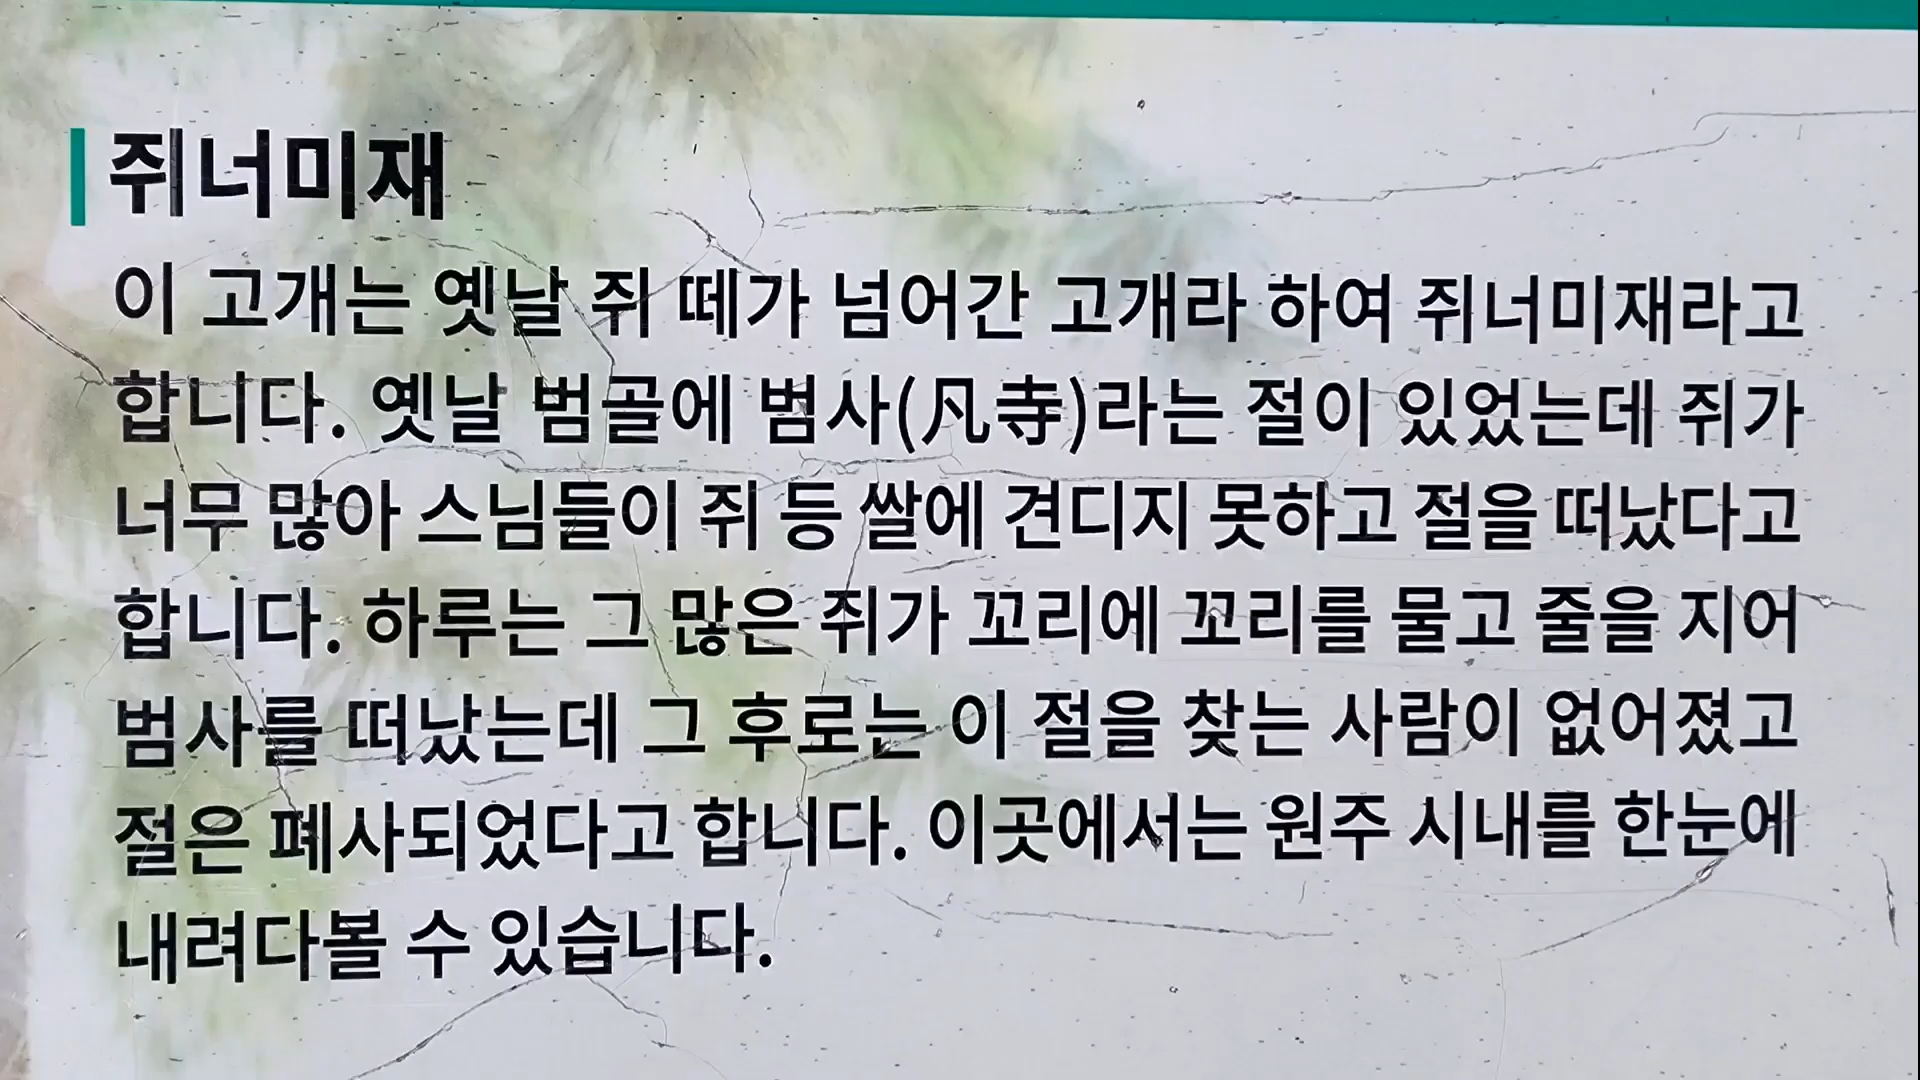 쥐너미재
이 고개는 옛날 쥐 떼가 넘어간 고개라 하여 쥐너미재라고
합니다. 옛날 범골에 범사(凡寺)라는 절이 있었는데 쥐가
너무 많아 스님들이 쥐 등 쌀에 견디지 못하고 절을 떠났다고
합니다. 하루는 그 많은 쥐가 꼬리에 꼬리를 물고 줄을 지어
범사를 떠났는데 그 후로는 이 절을 찾는 사람이 없어졌고
절은 폐사되었다고 합니다. 이곳에서는 원주 시내를 한눈에
내려다볼 수 있습니다.